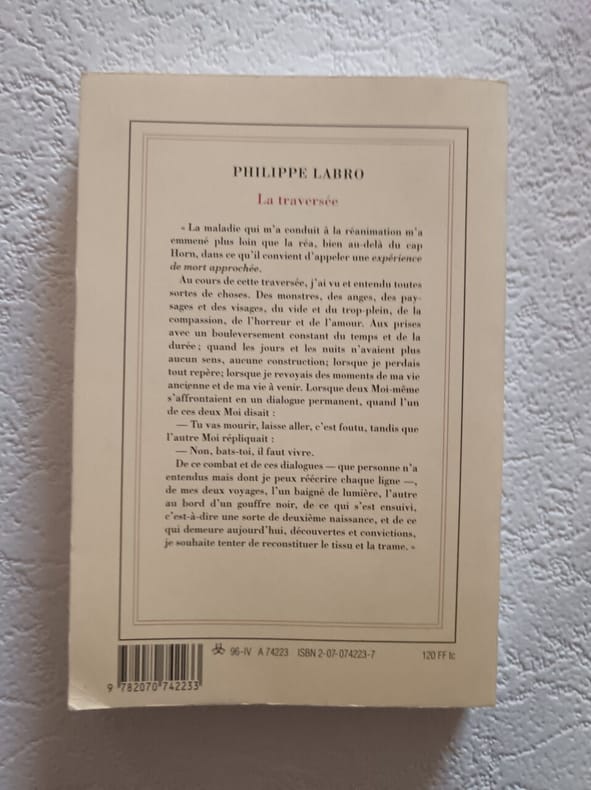 PHILIPPE LABRO
La traversée
« La maladie qui m'a conduit à la réanimation m'a
emmené plus loin que la réa, bien au-delà du cap
Horn, dans ce qu'il convient d'appeler une expérience
de mort approchée.
Au cours de cette traversée, j'ai vu et entendu toutes
sortes de choses. Des monstres, des anges, des pay-
sages et des visages, du vide et du trop-plein, de la
compassion, de l'horreur et de l'amour. Aux prises
avec un bouleversement constant du temps et de la
durée ; quand les jours et les nuits n'avaient plus
aucun sens, aucune construction; lorsque je perdais
tout repère; lorsque je revoyais des moments de ma vie
ancienne et de ma vie à venir. Lorsque deux Moi-même
s'affrontaient en un dialogue permanent, quand l'un
de ces deux Moi disait :
— Tu vas mourir, laisse aller, c'est foutu, tandis que
l'autre Moi répliquait :
— Non, bats-toi, il faut vivre.
De ce combat et de ces dialogues — que personne n'a
entendus mais dont je peux réécrire chaque ligne —,
de mes deux voyages, l'un baigné de lumière, l'autre
au bord d'un gouffre noir, de ce qui s'est ensuivi,
c'est-à-dire une sorte de deuxième naissance, et de ce
qui demeure aujourd'hui, découvertes et convictions,
je souhaite tenter de reconstituer le tissu et la trame. »
96-IV A 74223 ISBN 2-07-074223-7 120 FF tc
9 782070 742233